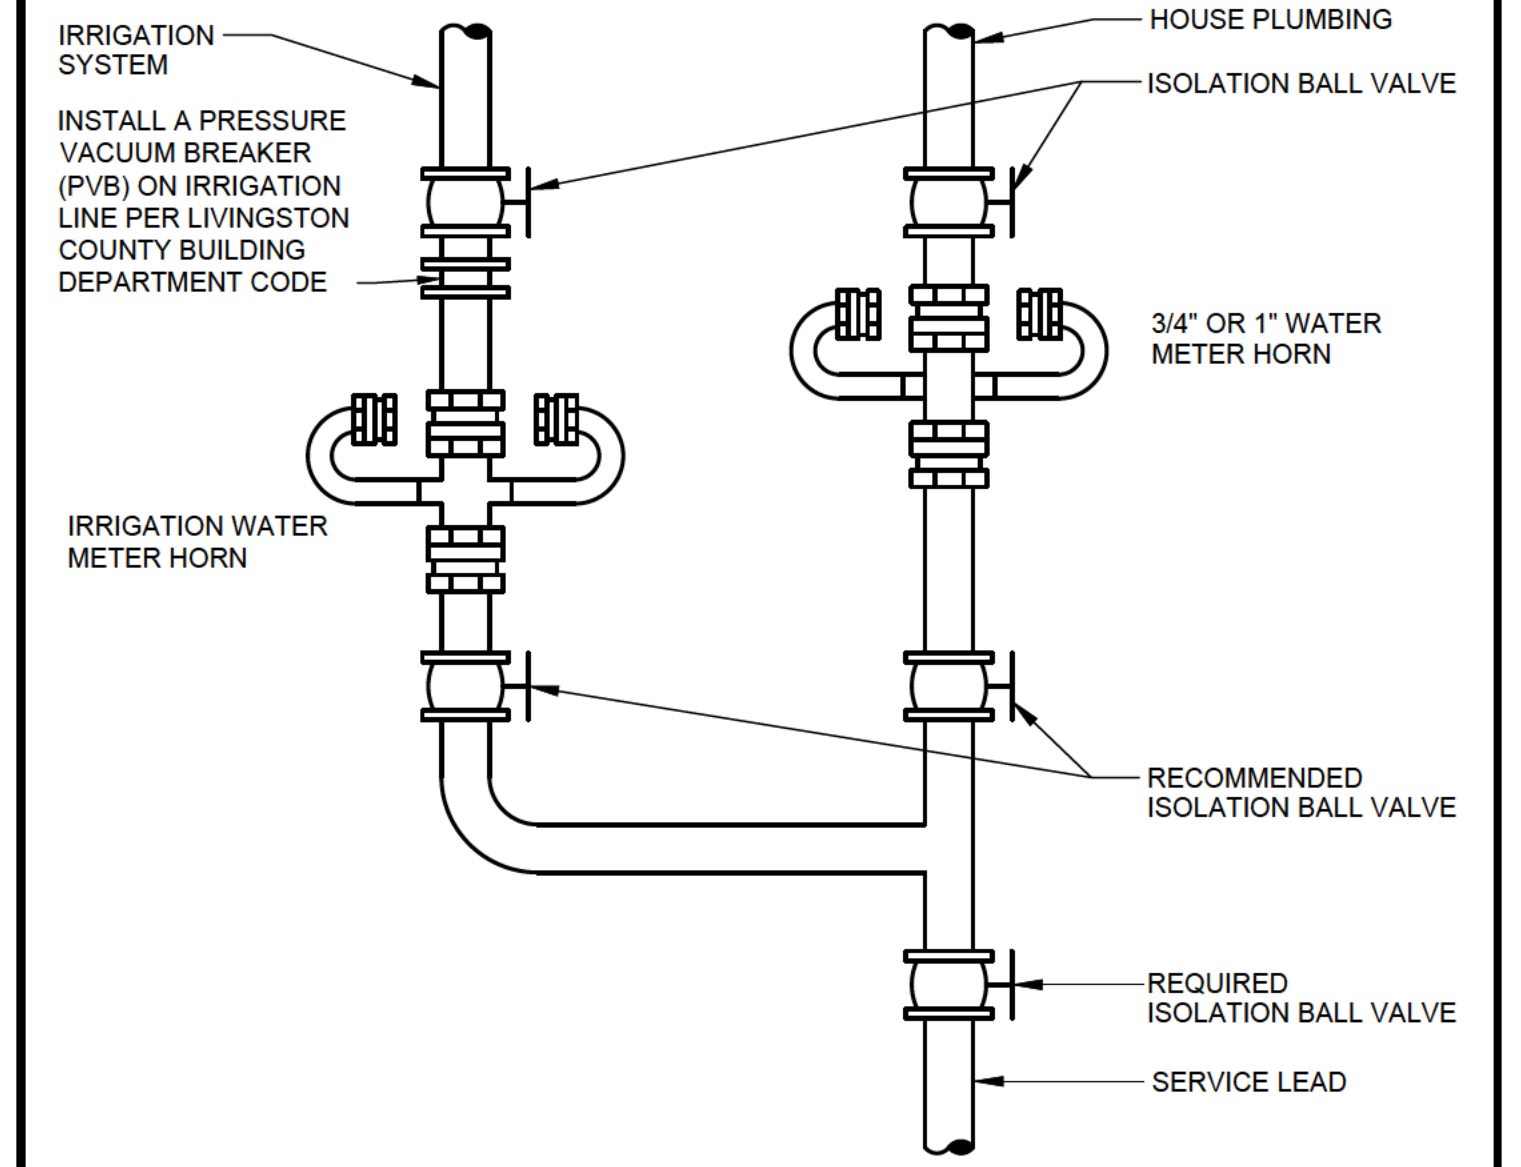 IRRIGATION
SYSTEM
INSTALL A PRESSURE
VACUUM BREAKER
(PVB) ON IRRIGATION
LINE PER LIVINGSTON
COUNTY BUILDING
DEPARTMENT CODE
IRRIGATION WATER
METER HORN
HOUSE PLUMBING
ISOLATION BALL VALVE
3/4" OR 1" WATER
METER HORN
RECOMMENDED
ISOLATION BALL VALVE
REQUIRED
ISOLATION BALL VALVE
SERVICE LEAD